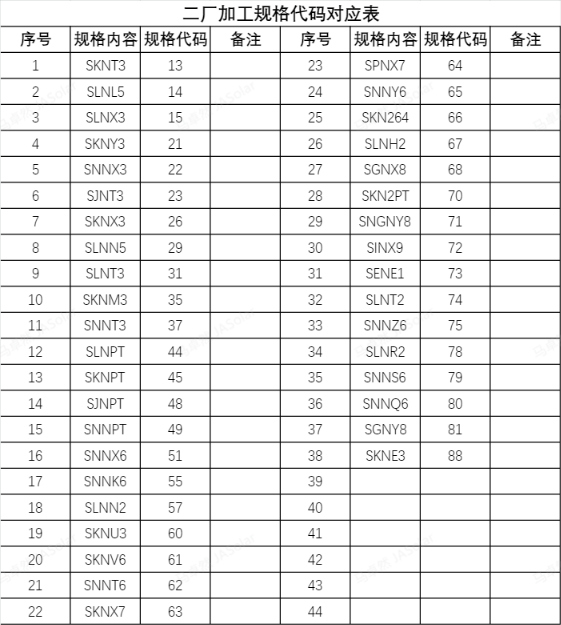 二厂加工规格代码对应表
序号 规格内容 规格代码 备注 序号 规格内容 规格代码 备注
1 SKNT3 13 23 SPNX7 64
2 SLNL5 14 24 SNNY6 65
3 SLNX3 15 25 SKN264 66
4 SKNY3 21 26 SLNH2 67
5 SNNX3 22 27 SGNX8 68
6 SJNT3 23 28 SKN2PT 70
7 SKNX3 26 29 SNGNY8 71
8 SLNN5 29 30 SINX9 72
9 SLNT3 31 31 SENE1 73
10 SKNM3 35 32 SLNT2 74
11 SNNT3 37 33 SNNZ6 75
12 SLNPT 44 34 SLNR2 78
13 SKNPT 45 35 SNNS6 79
14 SJNPT 48 36 SNNQ6 80
15 SNNPT 49 37 SGNY8 81
16 SNNX6 51 38 SKNE3 88
17 SNNK6 55 39
18 SLNN2 57 40
19 SKNU3 60 41
20 SKNV6 61 42
21 SNNT6 62 43
22 SKNX7 63 44